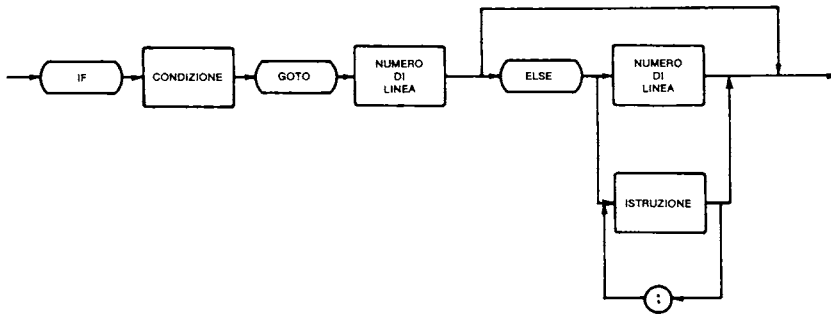 IF
CONDIZIONE
GOTO
NUMERO
DI
LINEA
ELSE
NUMERO
DI
LINEA
ISTRUZIONE
: